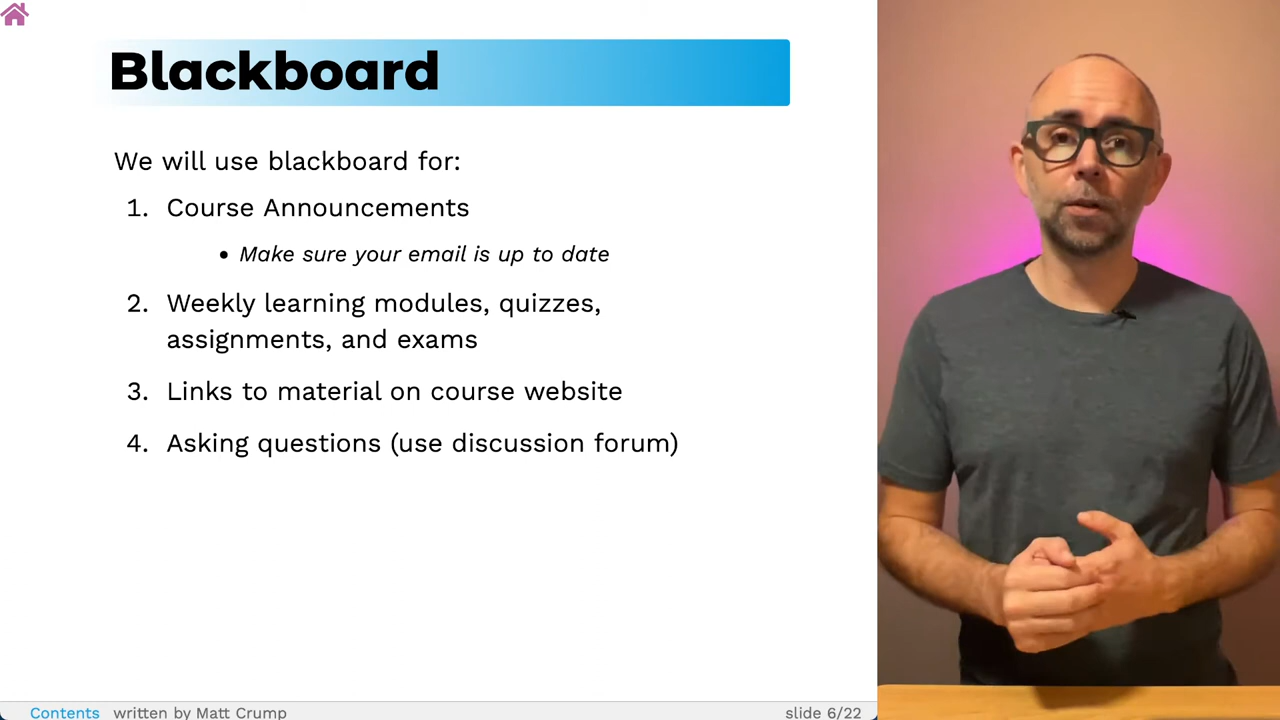 Blackboard
We will use blackboard for:
1. Course Announcements
• Make sure your email is up to date
2. Weekly learning modules, quizzes,
assignments, and exams
3. Links to material on course website
4. Asking questions (use discussion forum)
Contents written by Matt Crump slide 6/22